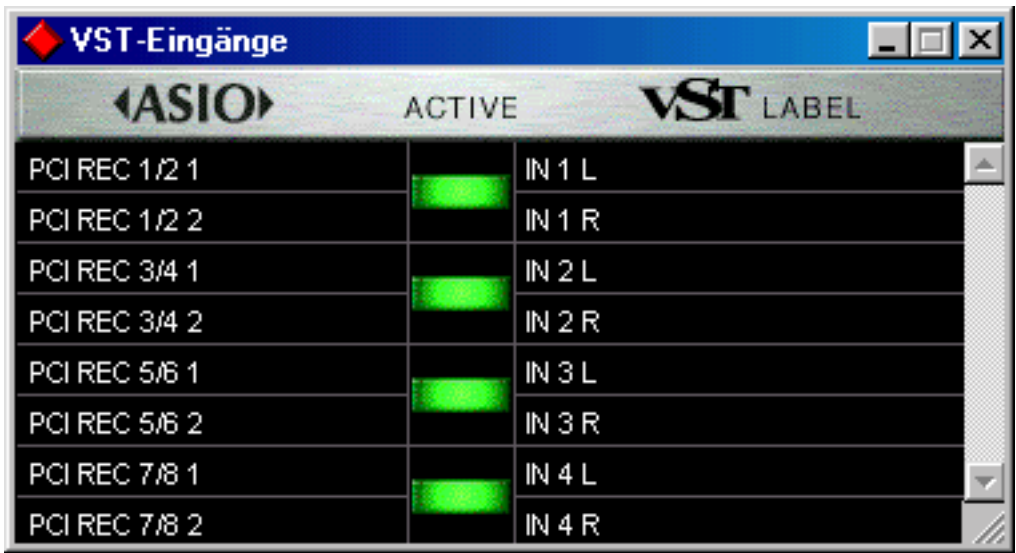 VST-Eingänge
ASIO ACTIVE VST LABEL
PCI REC 1/2 1 IN 1 L
PCI REC 1/2 2 IN 1 R
PCI REC 3/4 1 IN 2 L
PCI REC 3/4 2 IN 2 R
PCI REC 5/6 1 IN 3 L
PCI REC 5/6 2 IN 3 R
PCI REC 7/8 1 IN 4 L
PCI REC 7/8 2 IN 4 R